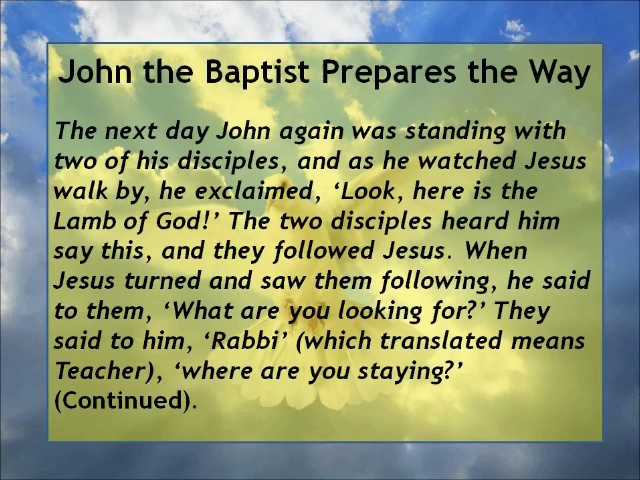 John the Baptist Prepares the Way
The next day John again was standing with
two of his disciples, and as he watched Jesus
walk by, he exclaimed, ‘Look, here is the
Lamb of God!’ The two disciples heard him
say this, and they followed Jesus. When
Jesus turned and saw them following, he said
to them, ‘What are you looking for?’ They
said to him, ‘Rabbi’ (which translated means
Teacher), ‘where are you staying?’
(Continued).